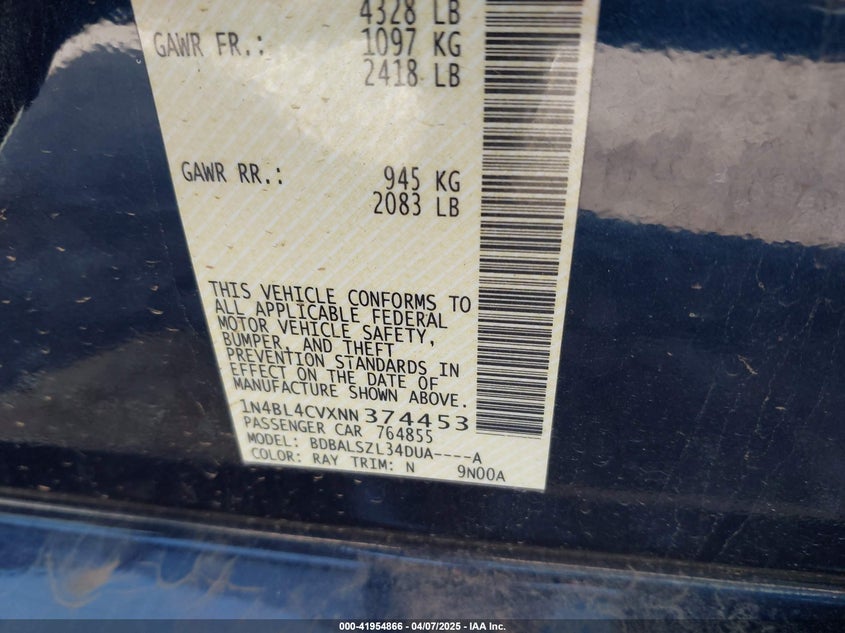 4328 LB
GAWR FR.: 1097 KG
2418 LB
GAWR RR.: 945 KG
2083 LB
THIS VEHICLE CONFORMS TO
ALL APPLICABLE FEDERAL
MOTOR VEHICLE SAFETY,
BUMPER, AND THEFT
PREVENTION STANDARDS IN
EFFECT ON THE DATE OF
MANUFACTURE SHOWN ABOVE.
1N4BL4CVXNN374453
PASSENGER CAR 764855
MODEL: BDBALSZL34DUA----A
COLOR: RAY TRIM: N 9N00A
000-41954866 - 04/07/2025 - IAA Inc.